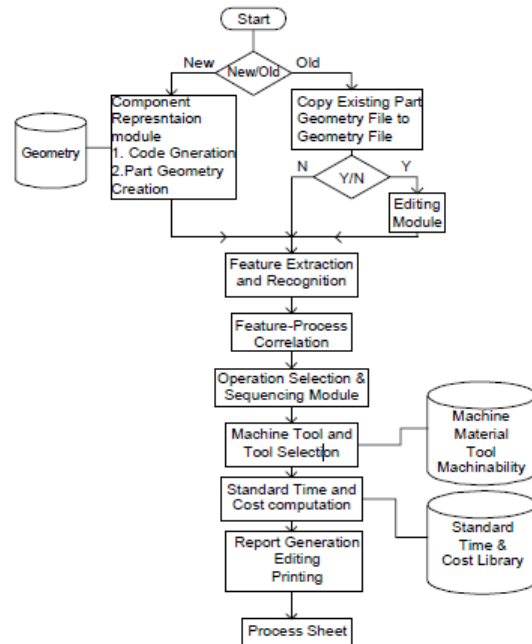 Start
New
New/Old
Old
Component
Represntaion
module
1. Code Gneration
2.Part Geometry
Creation
Geometry
Copy Existing Part
Geometry File to
Geometry File
N
Y/N
Y
Editing
Module
Feature Extraction
and Recognition
Feature-Process
Correlation
Operation Selection &
Sequencing Module
Machine Tool and
Tool Selection
Machine
Material
Tool
Machinability
Standard Time and
Cost computation
Standard
Time &
Cost Library
Report Generation
Editing
Printing
Process Sheet